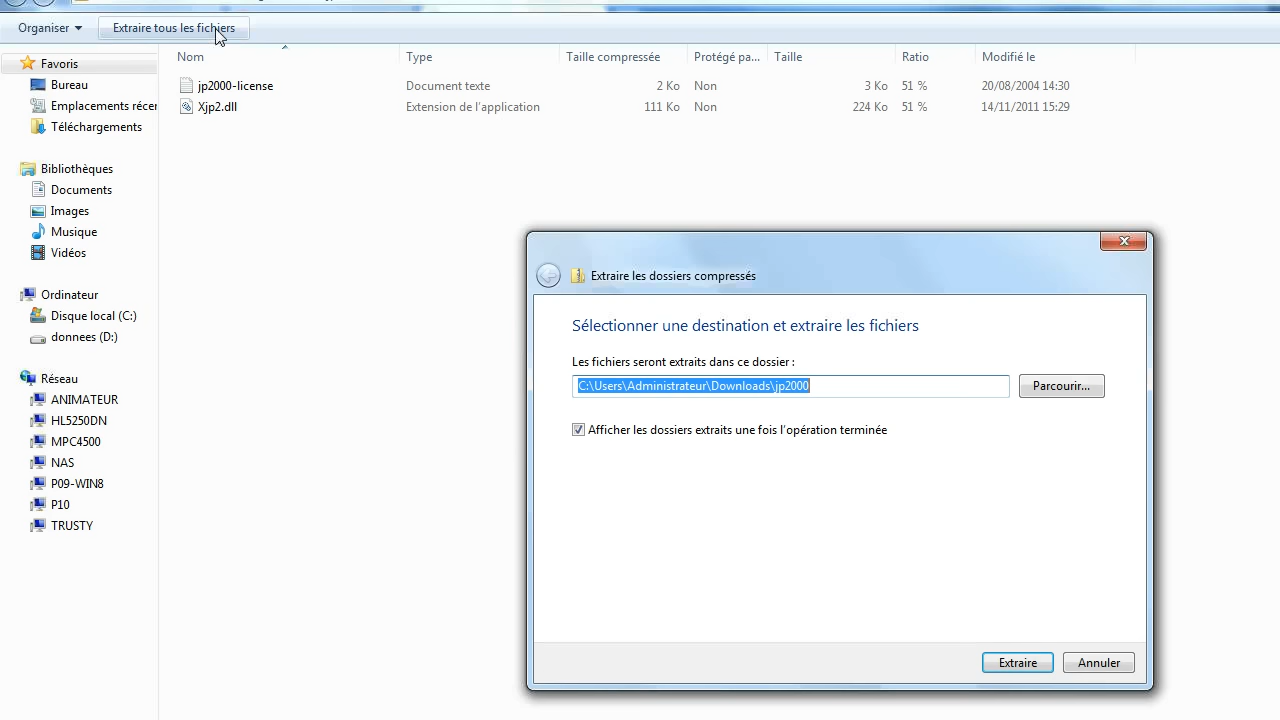 Organiser
Extraire tous les fichiers
Nom Type Taille compressée Protégé pa... Taille Ratio Modifié le
jp2000-license Document texte 2 Ko Non 3 Ko 51 % 20/08/2004 14:30
Xjp2.dll Extension de l'application 111 Ko Non 224 Ko 51 % 14/11/2011 15:29
Favoris
Bureau
Emplacements récer
Téléchargements
Bibliothèques
Documents
Images
Musique
Vidéos
Ordinateur
Disque local (C:)
donnees (D:)
Réseau
ANIMATEUR
HL5250DN
MPC4500
NAS
P09-WIN8
P10
TRUSTY
Extraire les dossiers compressés
Sélectionner une destination et extraire les fichiers
Les fichiers seront extraits dans ce dossier :
C:\Users\Administrateur\Downloads\jp2000
Parcourir...
Afficher les dossiers extraits une fois l'opération terminée
Extraire
Annuler